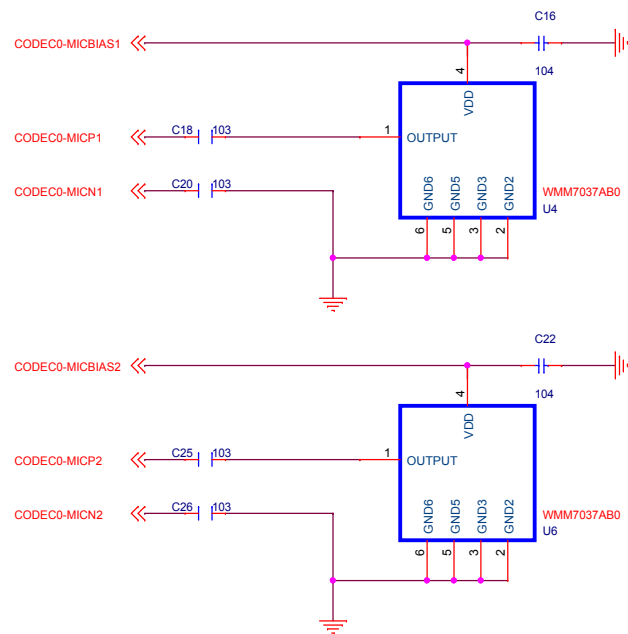 C16
CODEC0-MICBIAS1
104
4
VDD
CODEC0-MICP1
C18
103
1
OUTPUT
CODEC0-MICN1
C20
103
GND6
GND5
GND3
GND2
WMM7037AB0
U4
6
5
3
2
C22
CODEC0-MICBIAS2
104
4
VDD
CODEC0-MICP2
C25
103
1
OUTPUT
CODEC0-MICN2
C26
103
GND6
GND5
GND3
GND2
WMM7037AB0
U6
6
5
3
2